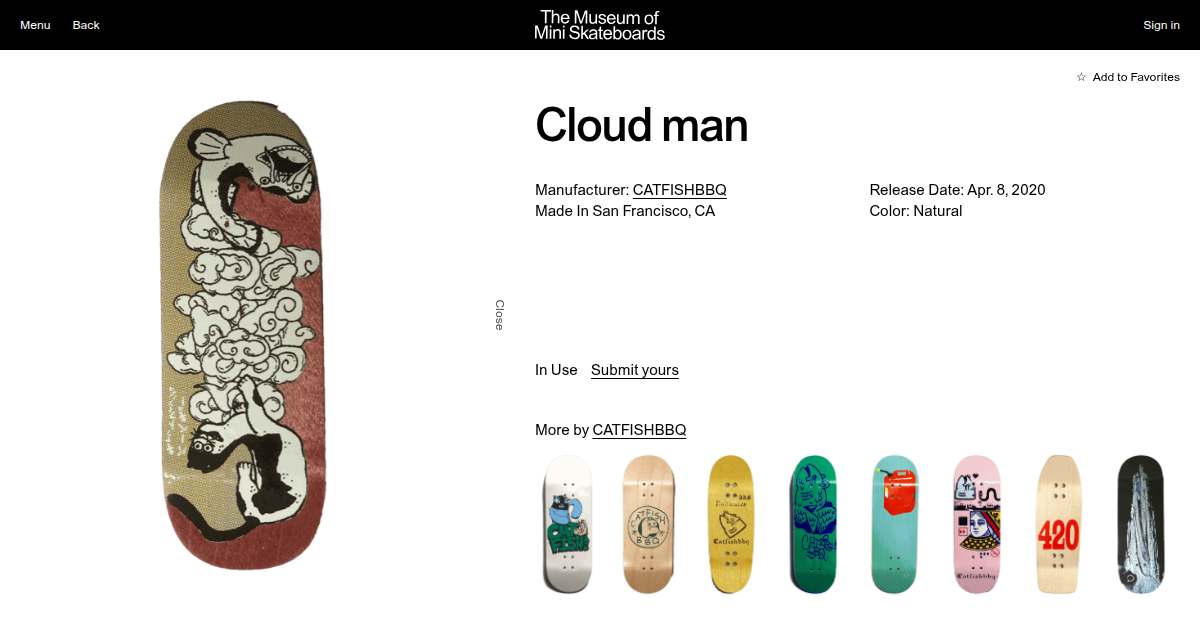 Menu
Back
The Museum of
Mini Skateboards
Sign in
☆ Add to Favorites
Cloud man
Manufacturer: CATFISHBBQ
Made In San Francisco, CA
Release Date: Apr. 8, 2020
Color: Natural
Close
In Use
Submit yours
More by CATFISHBBQ
CATFISH
BBQ
Catfishbbq
Catfishbbq
420